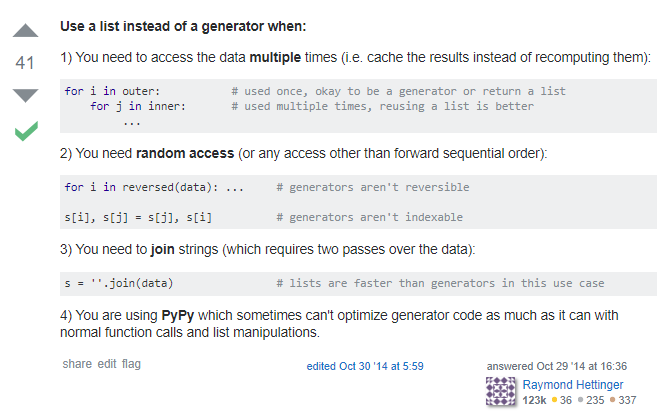 Use a list instead of a generator when:
41
1) You need to access the data multiple times (i.e. cache the results instead of recomputing them):
for i in outer:           # used once, okay to be a generator or return a list
    for j in inner:       # used multiple times, reusing a list is better
         ...
2) You need random access (or any access other than forward sequential order):
for i in reversed(data): ...     # generators aren't reversible
s[i], s[j] = s[j], s[i]          # generators aren't indexable
3) You need to join strings (which requires two passes over the data):
s = ''.join(data)                # lists are faster than generators in this use case
4) You are using PyPy which sometimes can't optimize generator code as much as it can with
normal function calls and list manipulations.
share edit flag
edited Oct 30 '14 at 5:59
answered Oct 29 '14 at 16:36
Raymond Hettinger
123k ● 36 ● 235 ● 337